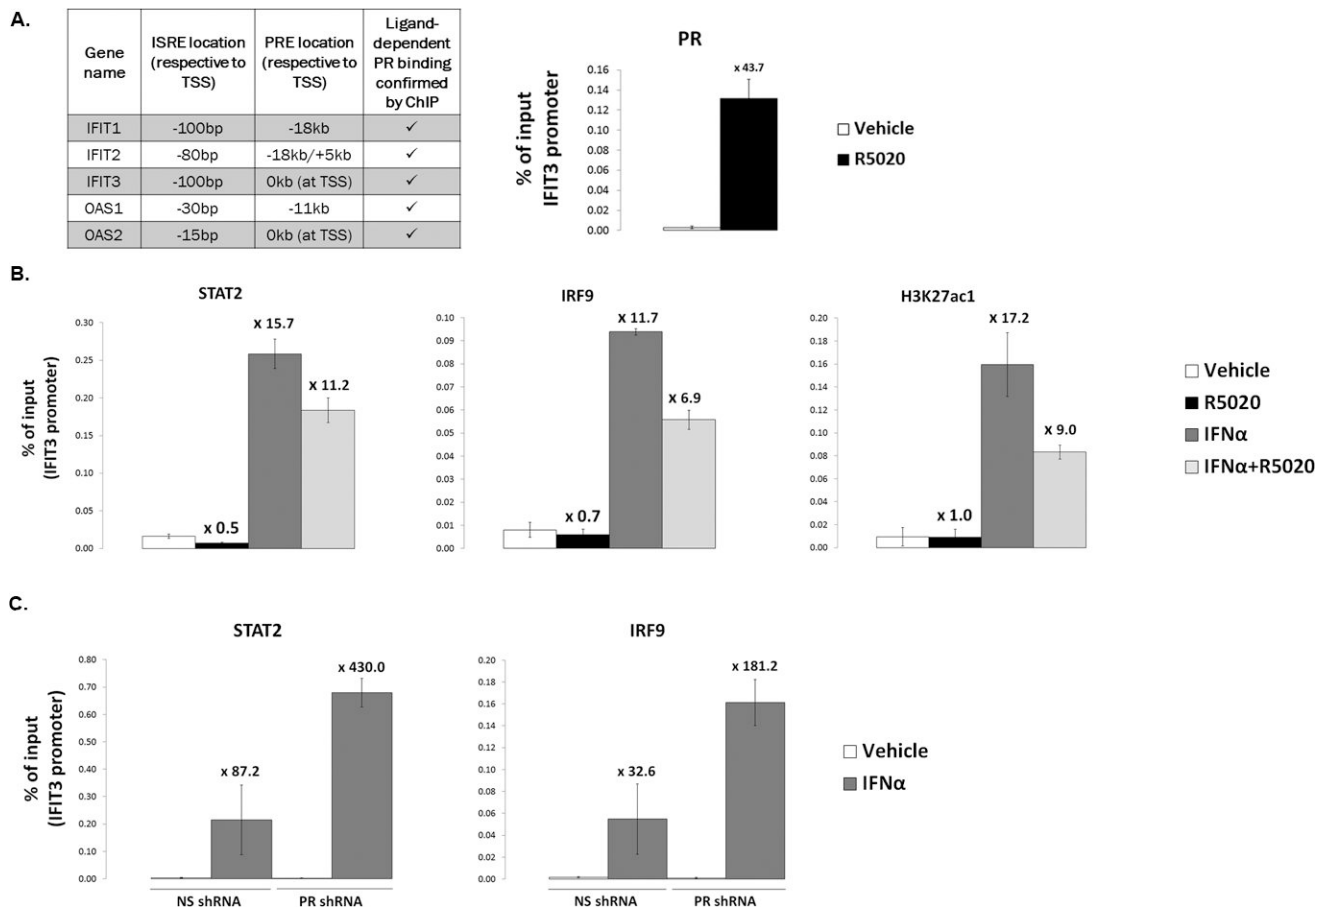 A.
Gene
name
ISRE location
(respective to
TSS)
PRE location
(respective to
TSS)
Ligand-
dependent
PR binding
confirmed
by ChIP
IFIT1 -100bp -18kb ✓
IFIT2 -80bp -18kb/+5kb ✓
IFIT3 -100bp 0kb (at TSS) ✓
OAS1 -30bp -11kb ✓
OAS2 -15bp 0kb (at TSS) ✓
PR
% of input
IFIT3 promoter
0.16
0.14
0.12
0.10
0.08
0.06
0.04
0.02
0.00
x 43.7
Vehicle
R5020
B.
STAT2
% of input
(IFIT3 promoter)
0.30
0.25
0.20
0.15
0.10
0.05
0.00
x 0.5
x 15.7
x 11.2
IRF9
0.10
0.09
0.08
0.07
0.06
0.05
0.04
0.03
0.02
0.01
0.00
x 0.7
x 11.7
x 6.9
H3K27ac1
0.20
0.18
0.16
0.14
0.12
0.10
0.08
0.06
0.04
0.02
0.00
x 1.0
x 17.2
x 9.0
Vehicle
R5020
IFNα
IFNα+R5020
C.
STAT2
% of input
(IFIT3 promoter)
0.80
0.70
0.60
0.50
0.40
0.30
0.20
0.10
0.00
x 87.2
x 430.0
NS shRNA PR shRNA
IRF9
0.20
0.18
0.16
0.14
0.12
0.10
0.08
0.06
0.04
0.02
0.00
x 32.6
x 181.2
NS shRNA PR shRNA
Vehicle
IFNα